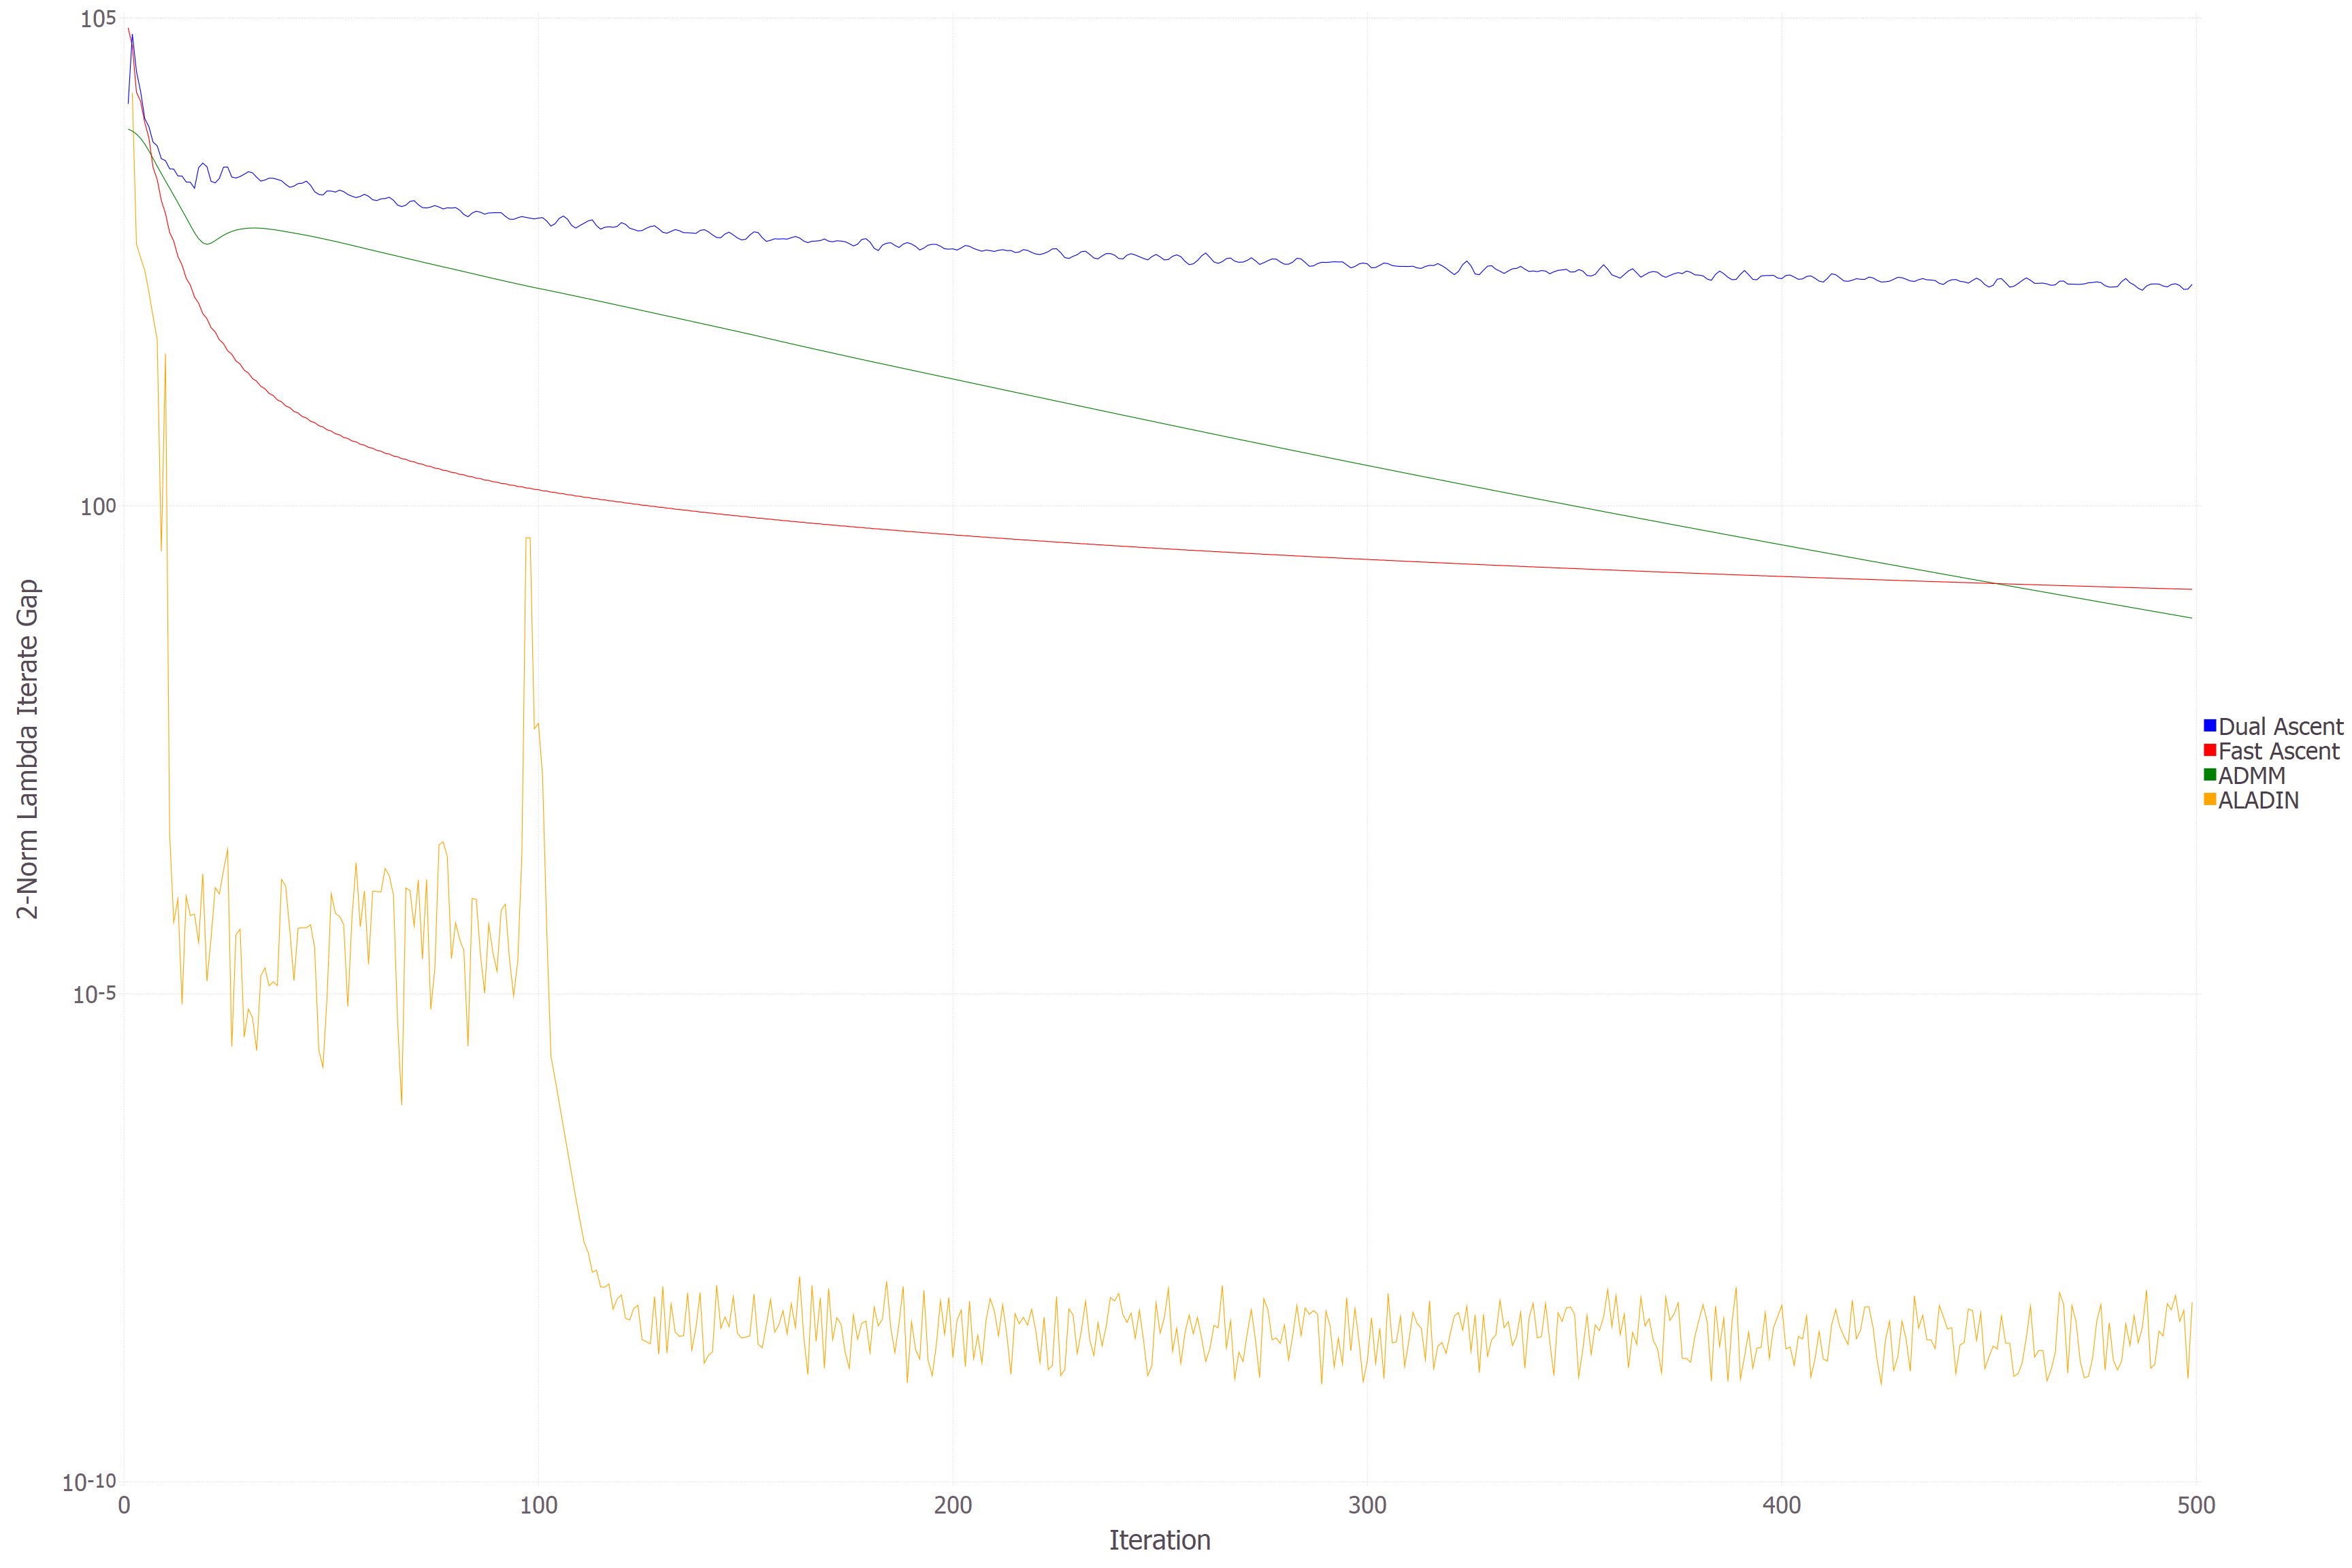 10⁵
10⁰
10⁻⁵
10⁻¹⁰
2-Norm Lambda Iterate Gap
0 100 200 300 400 500
Iteration
Dual Ascent
Fast Ascent
ADMM
ALADIN